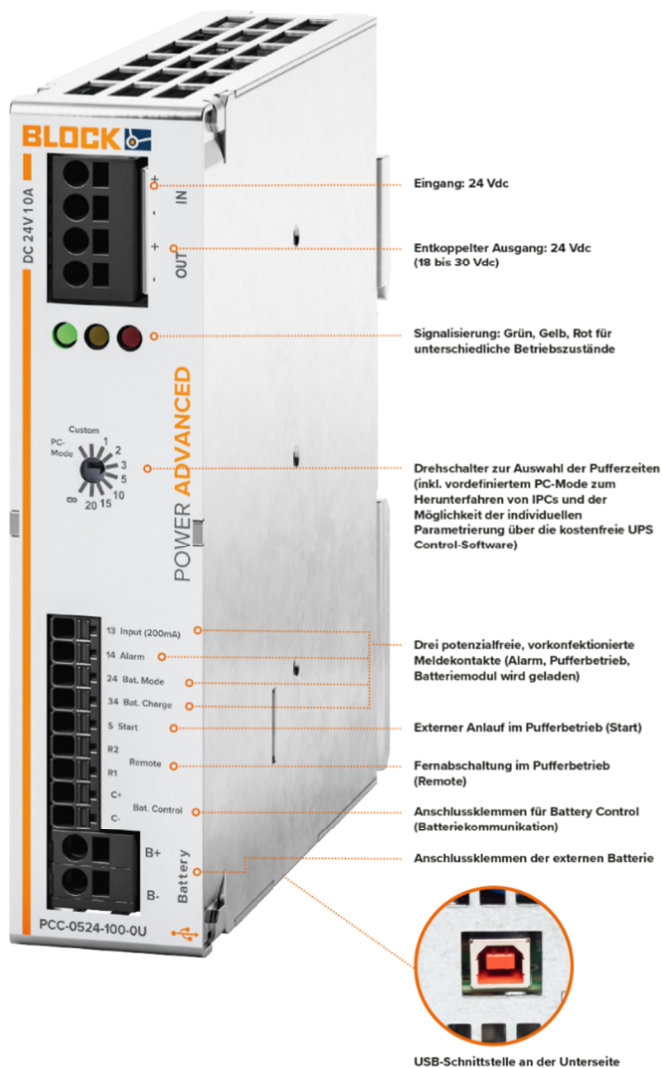 BLOCK
DC 24V 10A
+
-
IN
+
-
OUT
Eingang: 24 Vdc
Entkoppelter Ausgang: 24 Vdc
(18 bis 30 Vdc)
Signalisierung: Grün, Gelb, Rot für
unterschiedliche Betriebszustände
POWER ADVANCED
Custom
PC-
Mode
1
2
3
5
10
15
20
∞
Drehschalter zur Auswahl der Pufferzeiten
(inkl. vordefiniertem PC-Mode zum
Herunterfahren von IPCs und der
Möglichkeit der individuellen
Parametrierung über die kostenfreie UPS
Control-Software)
13 Input (200mA)
14 Alarm
24 Bat. Mode
34 Bat. Charge
S Start
R2
Remote
R1
C+
Bat. Control
C-
B+
B-
Battery
Drei potenzialfreie, vorkonfektionierte
Meldekontakte (Alarm, Pufferbetrieb,
Batteriemodul wird geladen)
Externer Anlauf im Pufferbetrieb (Start)
Fernabschaltung im Pufferbetrieb
(Remote)
Anschlussklemmen für Battery Control
(Batteriekommunikation)
Anschlussklemmen der externen Batterie
PCC-0524-100-0U
USB-Schnittstelle an der Unterseite